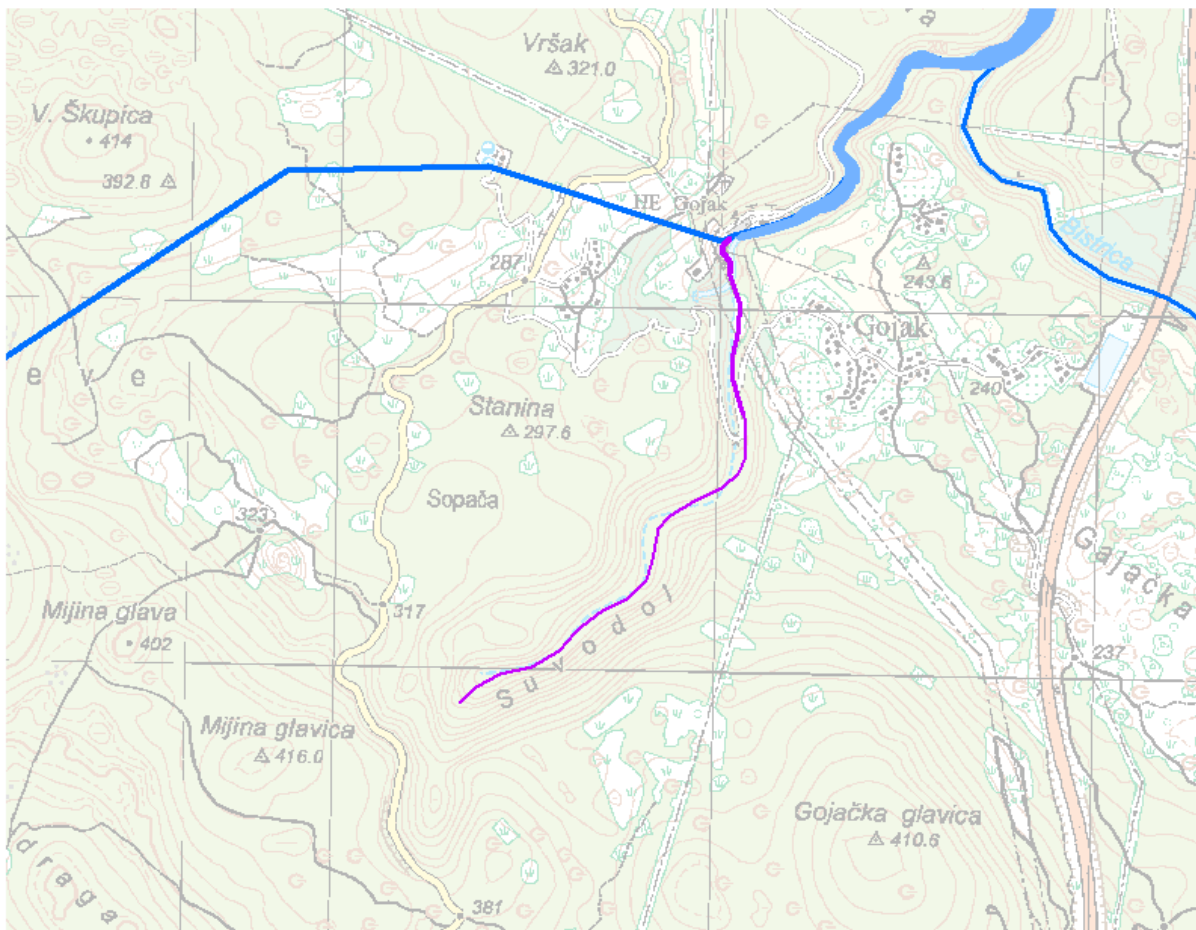 Vršak
321.0
V. Škupica
414
392.8
HE Gojak
Bistrica
287
243.6
Gojak
e v e
240
Stanina
297.6
Sopača
323
Gajačka
Mijina glava
402
317
Suvodol
237
Mijina glavica
416.0
Gojačka glavica
410.6
draga
381